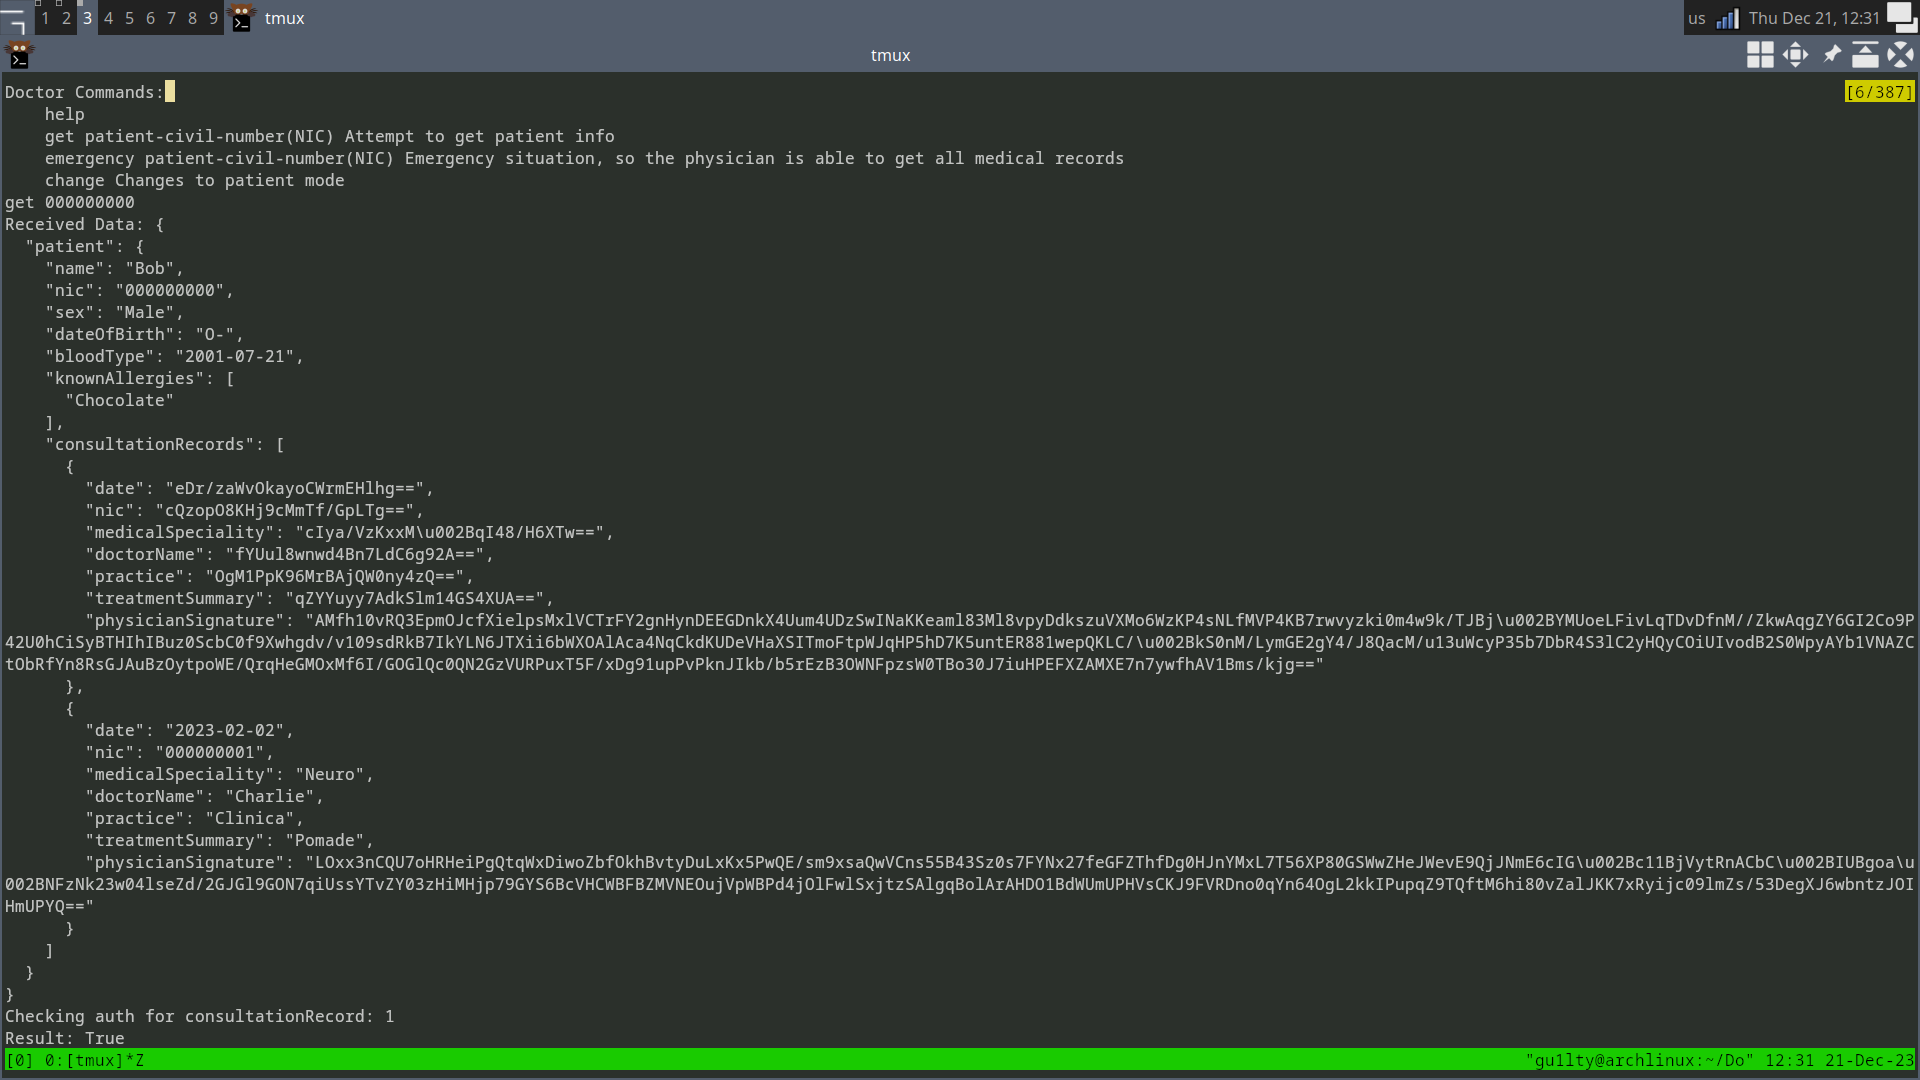 1 2 3 4 5 6 7 8 9 tmux us Thu Dec 21, 12:31
tmux
Doctor Commands: [6/387]
    help
    get patient-civil-number(NIC) Attempt to get patient info
    emergency patient-civil-number(NIC) Emergency situation, so the physician is able to get all medical records
    change Changes to patient mode
get 000000000
Received Data: {
  "patient": {
    "name": "Bob",
    "nic": "000000000",
    "sex": "Male",
    "dateOfBirth": "O-",
    "bloodType": "2001-07-21",
    "knownAllergies": [
      "Chocolate"
    ],
    "consultationRecords": [
      {
        "date": "eDr/zaWvOkayoCWrmEHlhg==",
        "nic": "cQzopO8KHj9cMmTf/GpLTg==",
        "medicalSpeciality": "cIya/VzKxxM\u002BqI48/H6XTw==",
        "doctorName": "fYUul8wnwd4Bn7LdC6g92A==",
        "practice": "OgM1PpK96MrBAjQW0ny4zQ==",
        "treatmentSummary": "qZYYuyy7AdkSlm14GS4XUA==",
        "physicianSignature": "AMfh10vRQ3EpmOJcfXielpsMxlVCTrFY2gnHynDEEGDnkX4Uum4UDzSwINaKKeaml83Ml8vpyDdkszuVXMo6WzKP4sNLfMVP4KB7rwvyzki0m4w9k/TJBj\u002BYMUoeLFivLqTDvDfnM//ZkwAqgZY6GI2Co9P
42U0hCiSyBTHIhIBuz0ScbC0f9Xwhgdv/v109sdRkB7IkYLN6JTXii6bWXOAlAca4NqCkdKUDeVHaXSITmoFtpWJqHP5hD7K5untER881wepQKLC/\u002BkS0nM/LymGE2gY4/J8QacM/u13uWcyP35b7DbR4S3lC2yHQyCOiUIvodB2S0WpyAYb1VNAZC
tObRfYn8RsGJAuBzOytpoWE/QrqHeGMOxMf6I/GOGlQc0QN2GzVURPuxT5F/xDg91upPvPknJIkb/b5rEzB3OWNFpzsW0TBo30J7iuHPEFXZAMXE7n7ywfhAV1Bms/kjg=="
      },
      {
        "date": "2023-02-02",
        "nic": "000000001",
        "medicalSpeciality": "Neuro",
        "doctorName": "Charlie",
        "practice": "Clinica",
        "treatmentSummary": "Pomade",
        "physicianSignature": "LOxx3nCQU7oHRHeiPgQtqWxDiwoZbfOkhBvtyDuLxKx5PwQE/sm9xsaQwVCns55B43Sz0s7FYNx27feGFZThfDg0HJnYMxL7T56XP80GSWwZHeJWevE9QjJNmE6cIG\u002Bc11BjVytRnACbC\u002BIUBgoa\u
002BNFzNk23w04lseZd/2GJGl9GON7qiUssYTvZY03zHiMHjp79GYS6BcVHCWBFBZMVNEOujVpWBPd4jOlFwlSxjtzSAlgqBolArAHDO1BdWUmUPHVsCKJ9FVRDno0qYn64OgL2kkIPupqZ9TQftM6hi80vZalJKK7xRyijc09lmZs/53DegXJ6wbntzJOI
HmUPYQ=="
      }
    ]
  }
}
Checking auth for consultationRecord: 1
Result: True
[0] 0:[tmux]*Z "gu1lty@archlinux:~/Do" 12:31 21-Dec-23